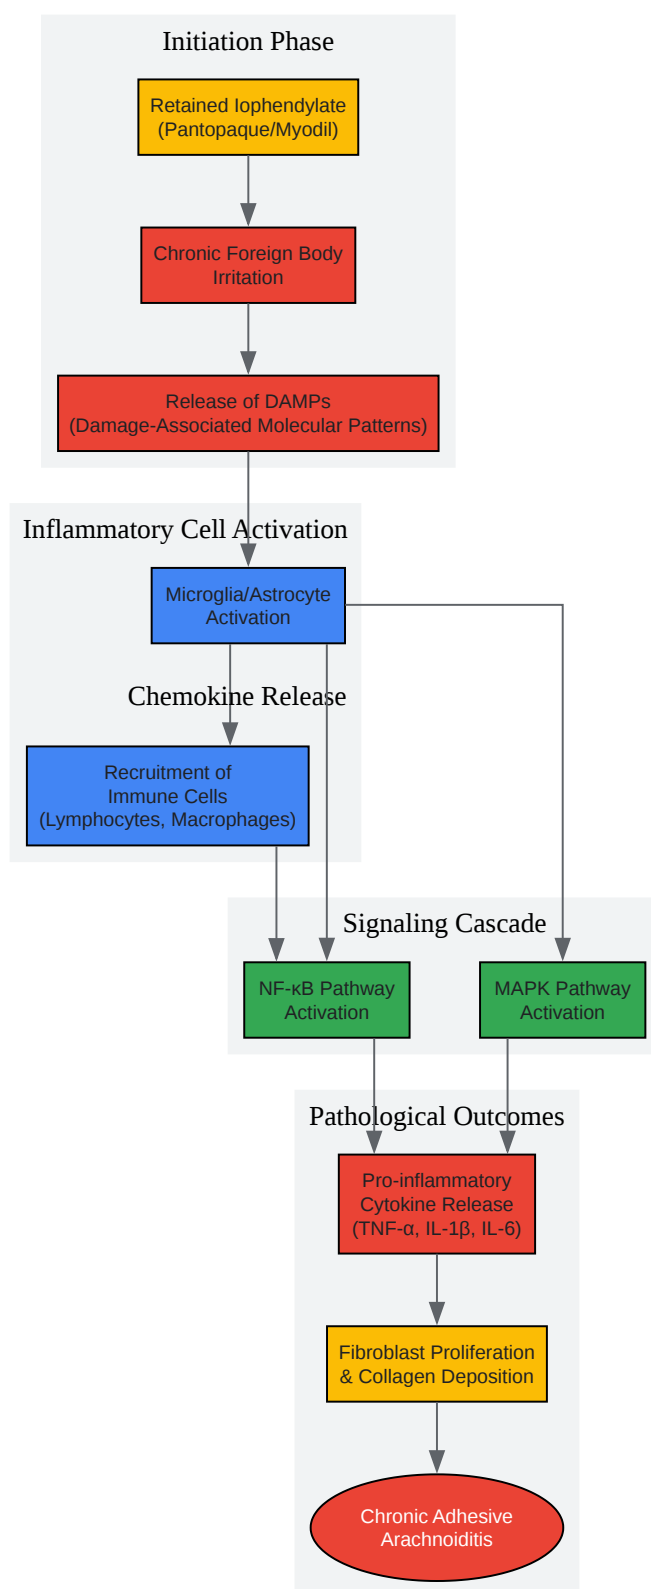 Initiation Phase
Retained Iophendylate
(Pantopaque/Myodil)
Chronic Foreign Body
Irritation
Release of DAMPs
(Damage-Associated Molecular Patterns)
Inflammatory Cell Activation
Microglia/Astrocyte
Activation
Chemokine Release
Recruitment of
Immune Cells
(Lymphocytes, Macrophages)
Signaling Cascade
NF-κB Pathway
Activation
MAPK Pathway
Activation
Pathological Outcomes
Pro-inflammatory
Cytokine Release
(TNF-α, IL-1β, IL-6)
Fibroblast Proliferation
& Collagen Deposition
Chronic Adhesive
Arachnoiditis